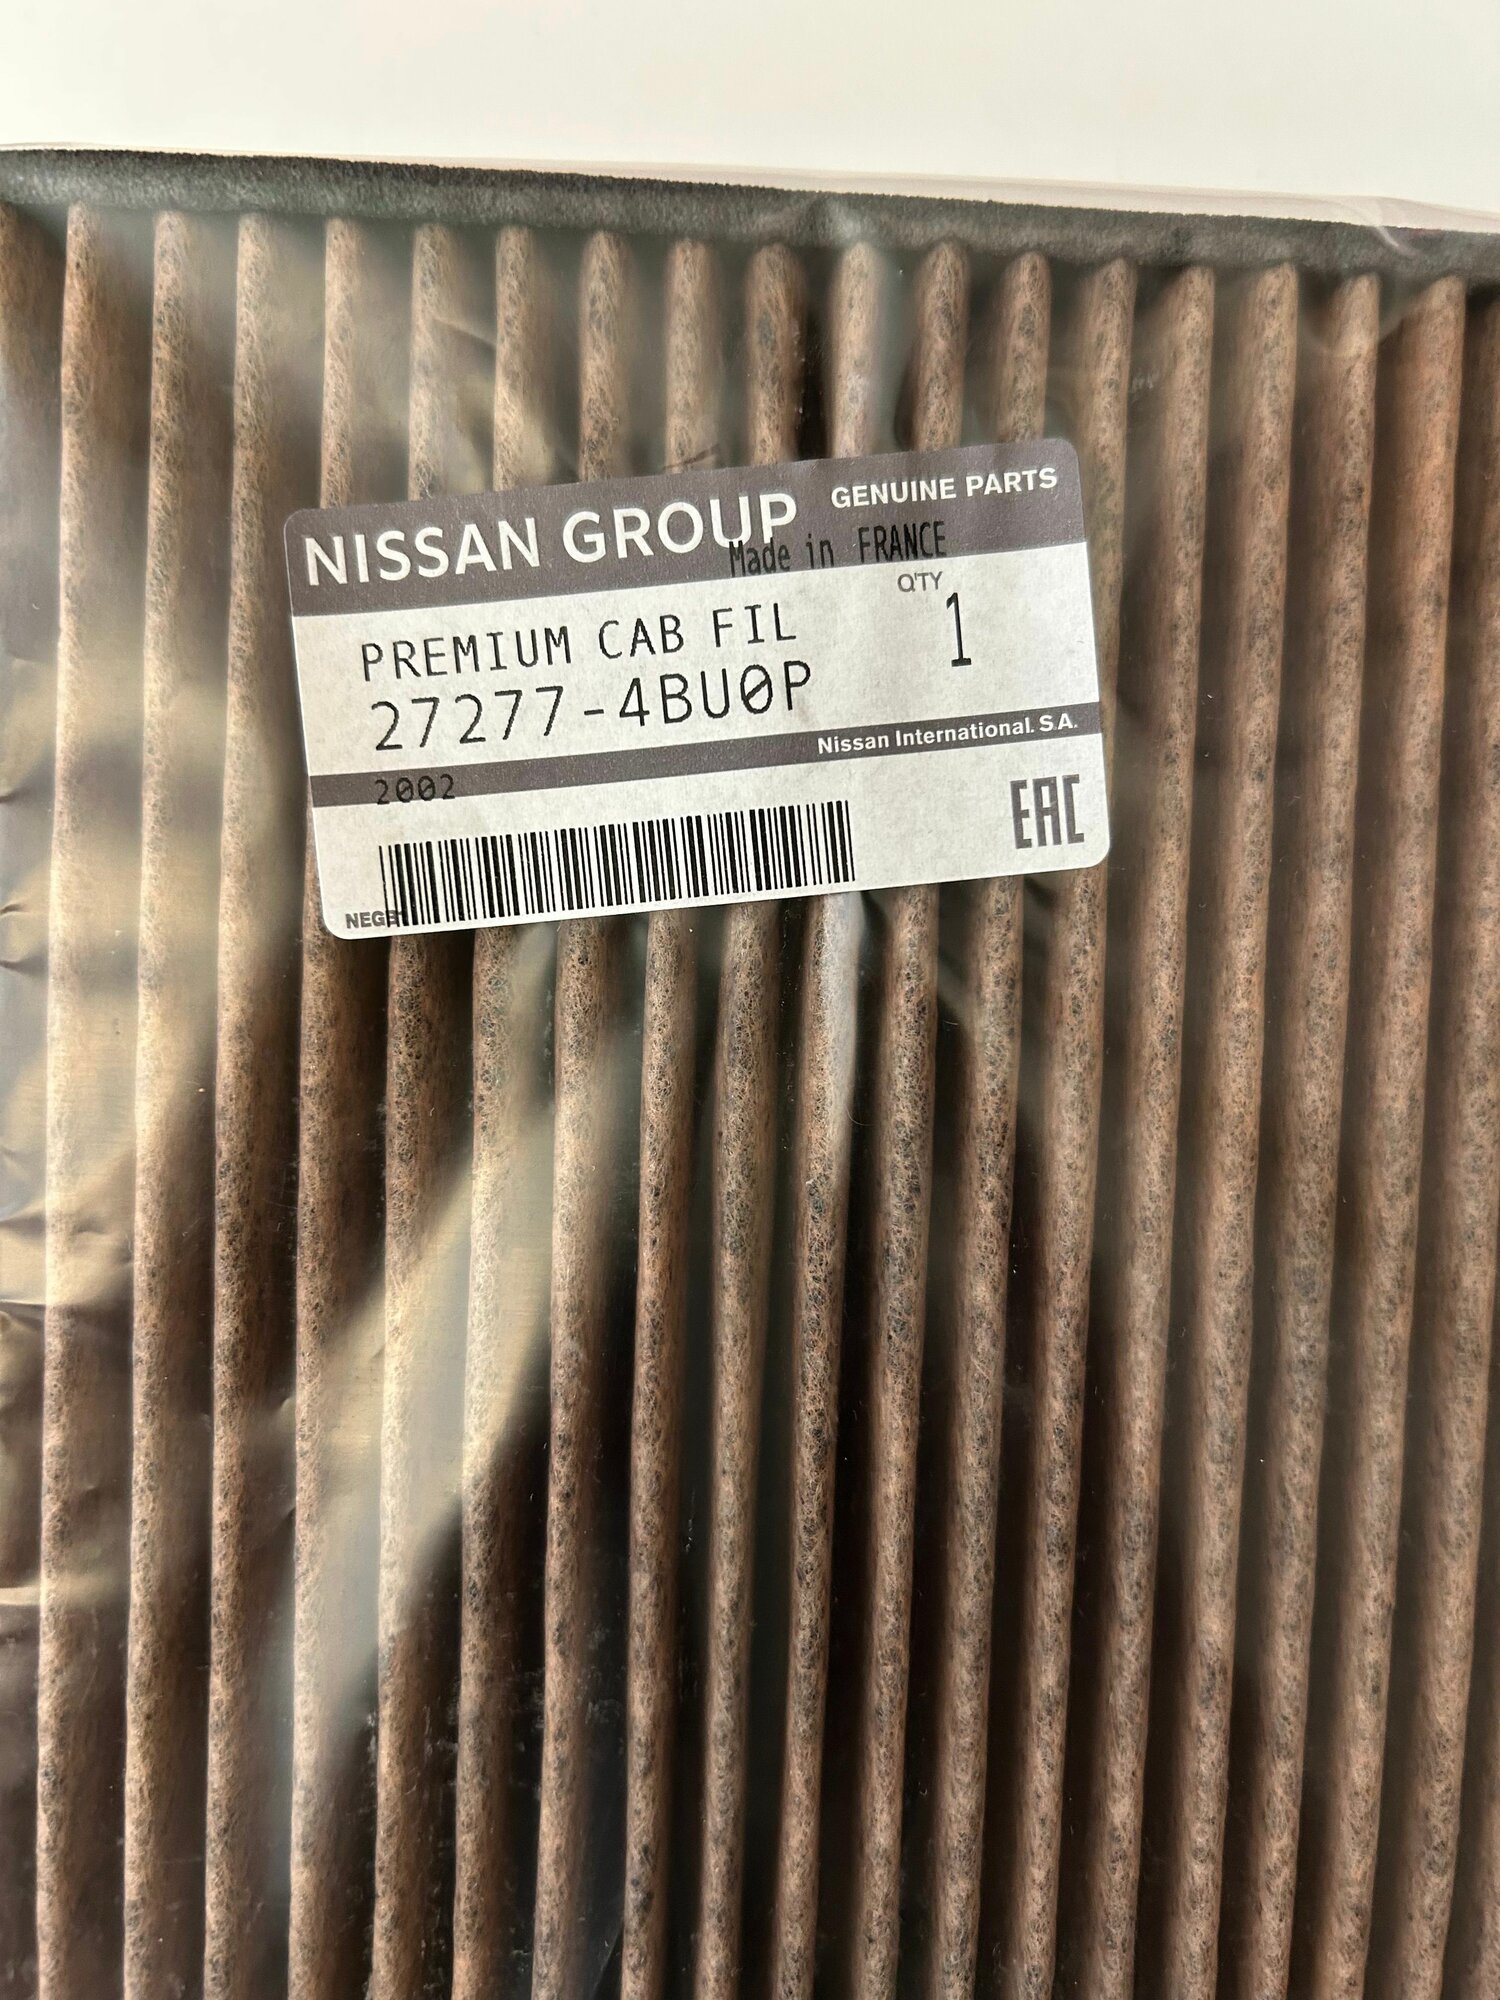 NISSAN GROUP GENUINE PARTS
Made in FRANCE
Q'TY
PREMIUM CAB FIL 1
27277-4BU0P
Nissan International. S.A.
2002
EAC